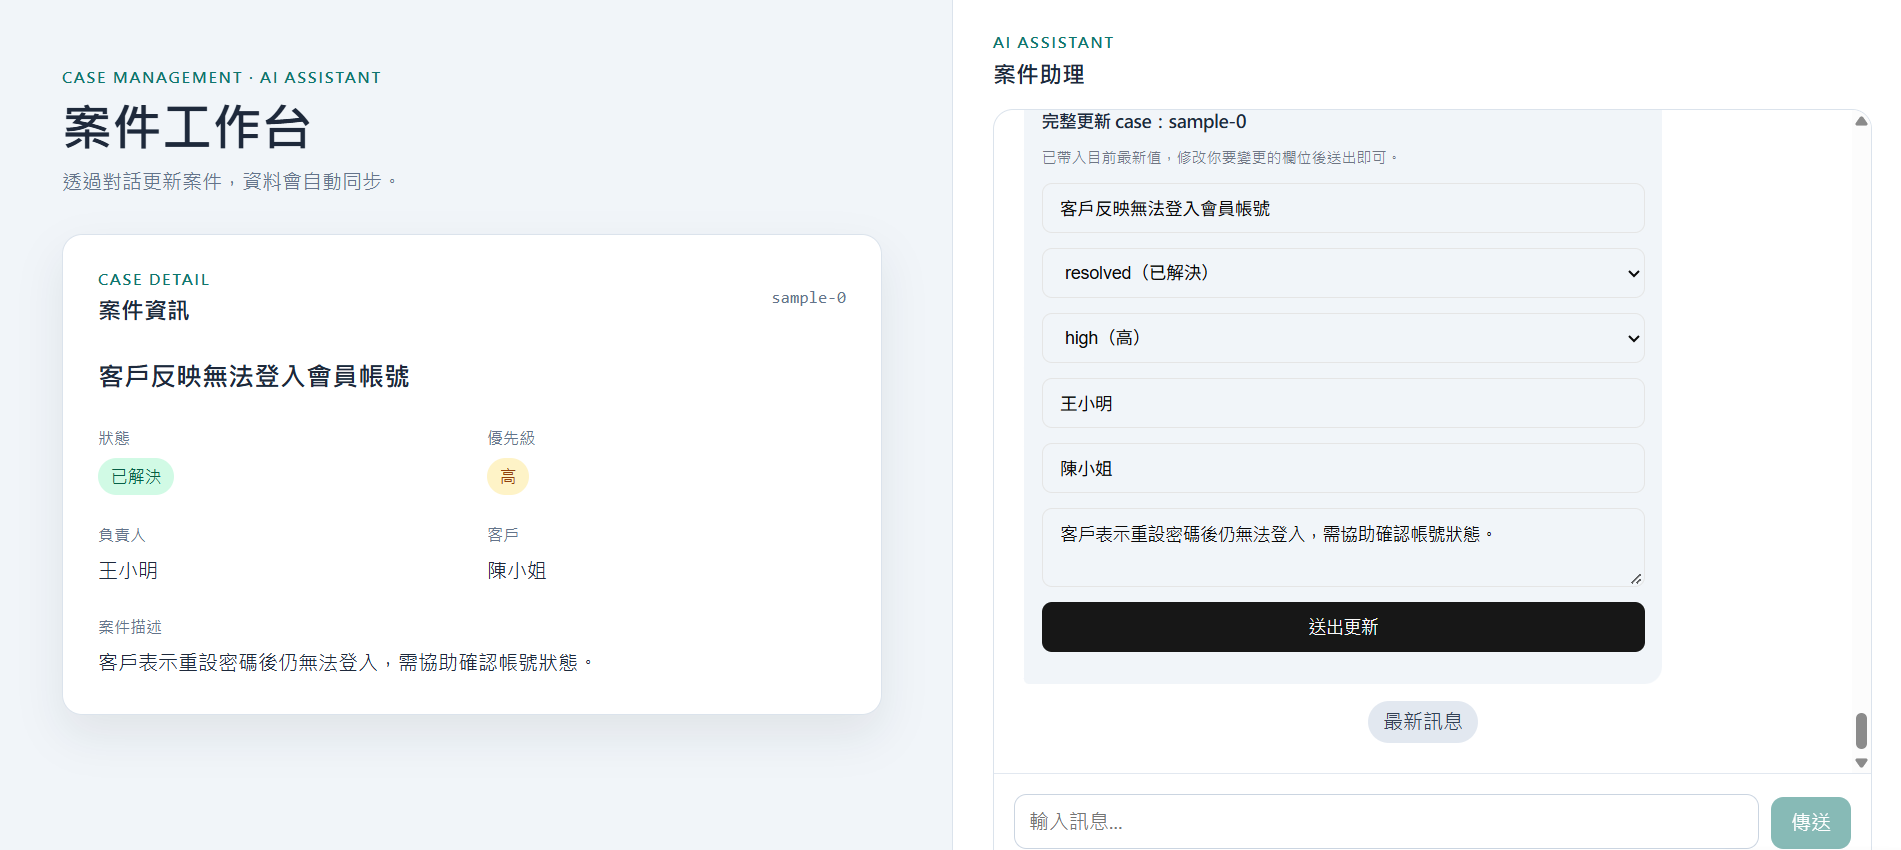 CASE MANAGEMENT · AI ASSISTANT
案件工作台
透過對話更新案件，資料會自動同步。
CASE DETAIL
案件資訊
sample-0
客戶反映無法登入會員帳號
狀態
優先級
已解決
高
負責人
客戶
王小明
陳小姐
案件描述
客戶表示重設密碼後仍無法登入，需協助確認帳號狀態。
AI ASSISTANT
案件助理
完整更新 case：sample-0
已帶入目前最新值，修改你要變更的欄位後送出即可。
客戶反映無法登入會員帳號
resolved（已解決）
high（高）
王小明
陳小姐
客戶表示重設密碼後仍無法登入，需協助確認帳號狀態。
送出更新
最新訊息
輸入訊息...
傳送